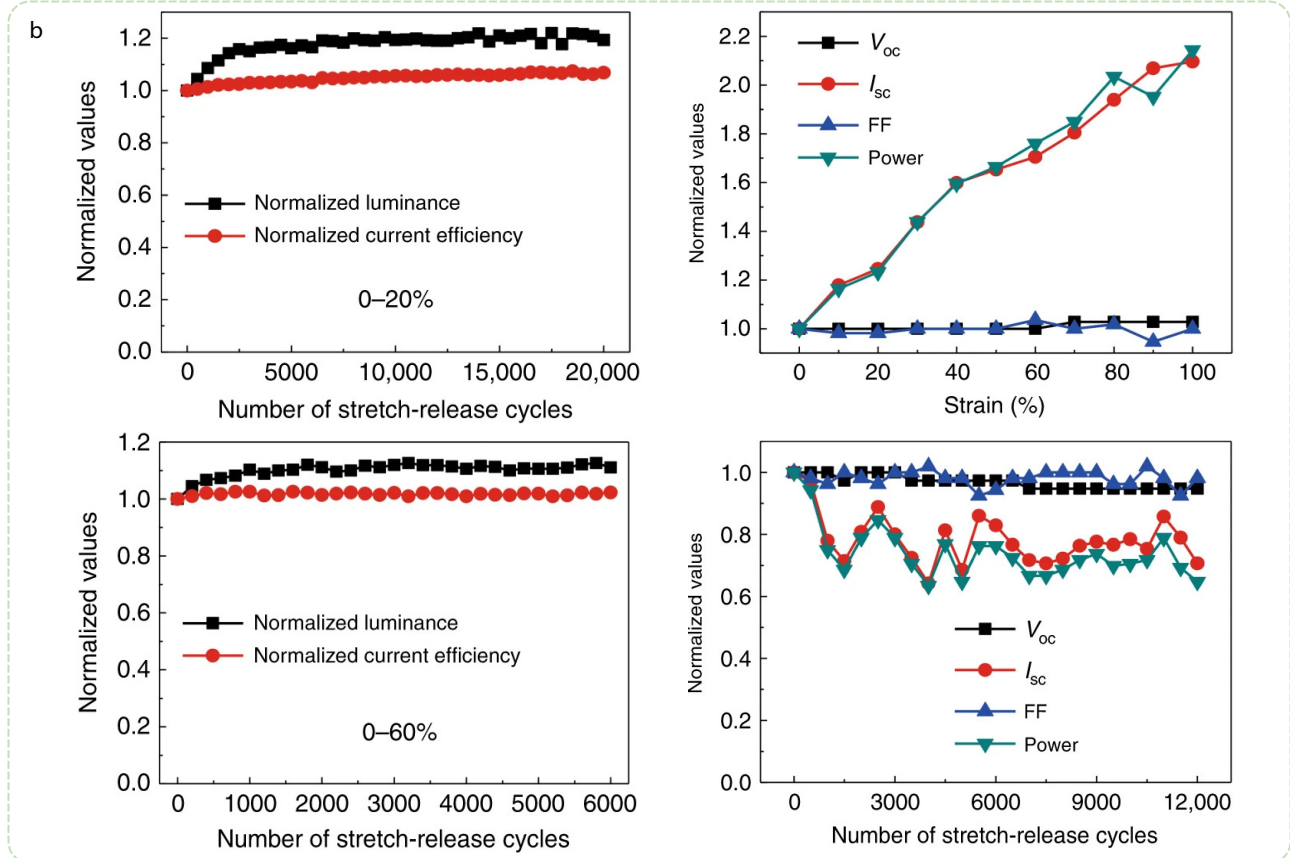 b
Normalized values
1.2
1.0
0.8
0.6
0.4
0.2
0.0
Normalized luminance
Normalized current efficiency
0–20%
0 5000 10,000 15,000 20,000
Number of stretch-release cycles
Normalized values
2.2
2.0
1.8
1.6
1.4
1.2
1.0
Voc
Isc
FF
Power
0 20 40 60 80 100
Strain (%)
Normalized values
1.2
1.0
0.8
0.6
0.4
0.2
0.0
Normalized luminance
Normalized current efficiency
0–60%
0 1000 2000 3000 4000 5000 6000
Number of stretch-release cycles
Normalized values
1.0
0.8
0.6
0.4
0.2
0.0
Voc
Isc
FF
Power
0 3000 6000 9000 12,000
Number of stretch-release cycles